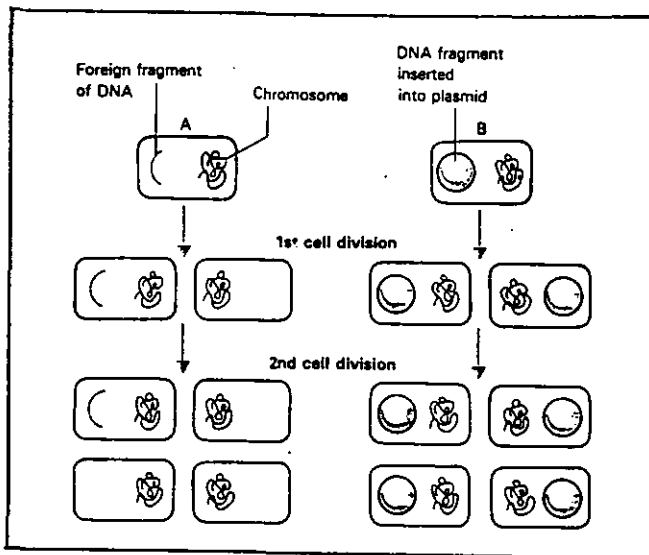 Foreign fragment
of DNA
Chromosome
A
DNA fragment
inserted
into plasmid
B
1st cell division
2nd cell division